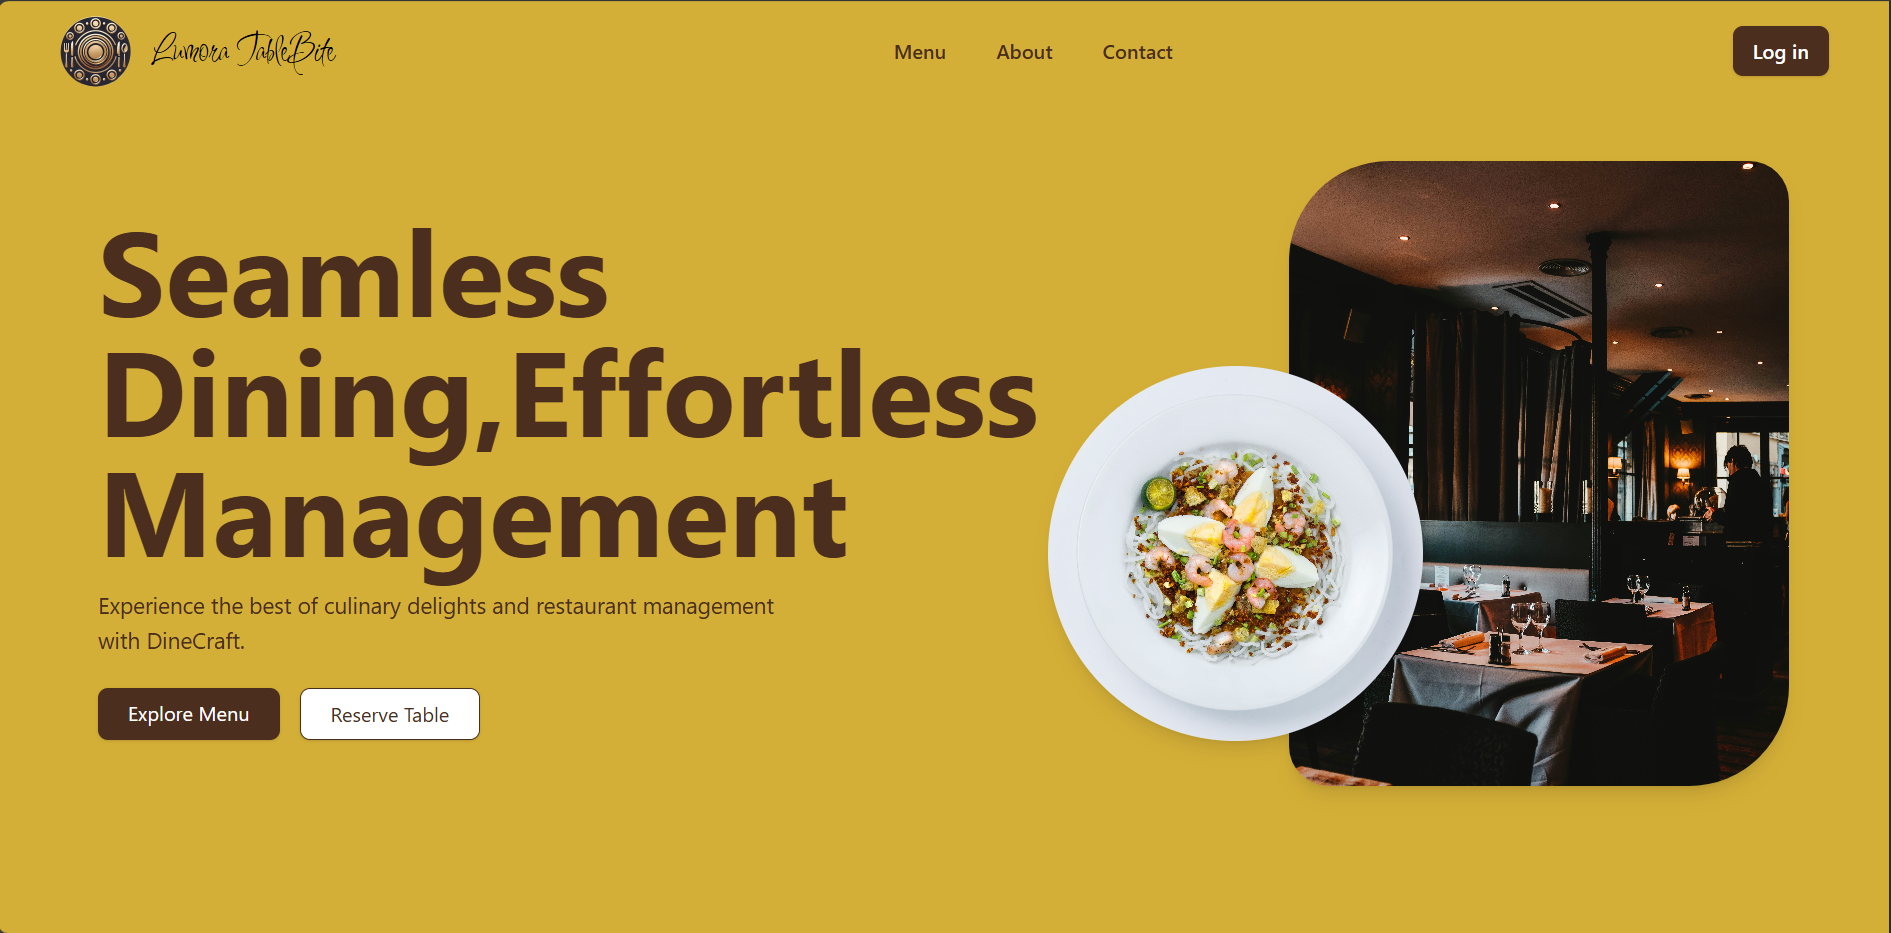 Lumora TableBite
Menu
About
Contact
Log in
Seamless
Dining,Effortless
Management
Experience the best of culinary delights and restaurant management
with DineCraft.
Explore Menu
Reserve Table